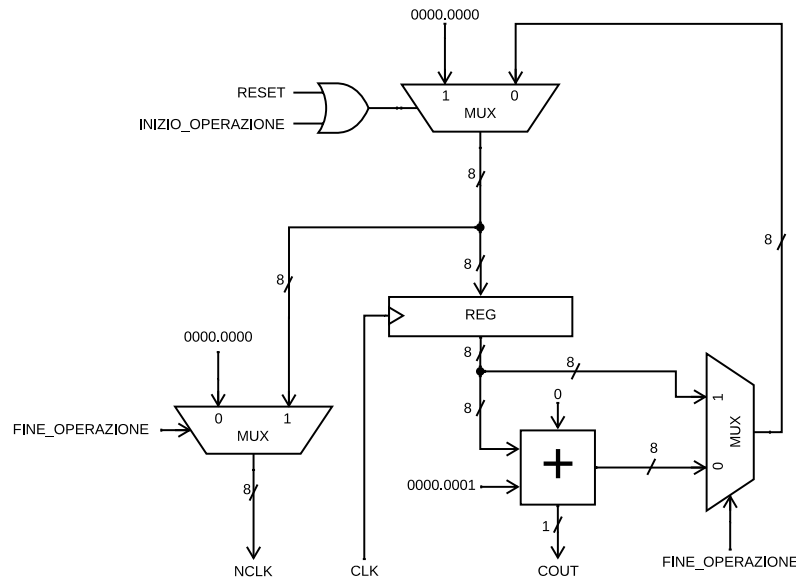 0000.0000
8
RESET
1
0
MUX
INIZIO_OPERAZIONE
8
8
8
8
REG
0000.0000
8
8
8
0
1
0
MUX
FINE_OPERAZIONE
1
MUX
0
+
8
0000.0001
8
1
NCLK
CLK
COUT
FINE_OPERAZIONE